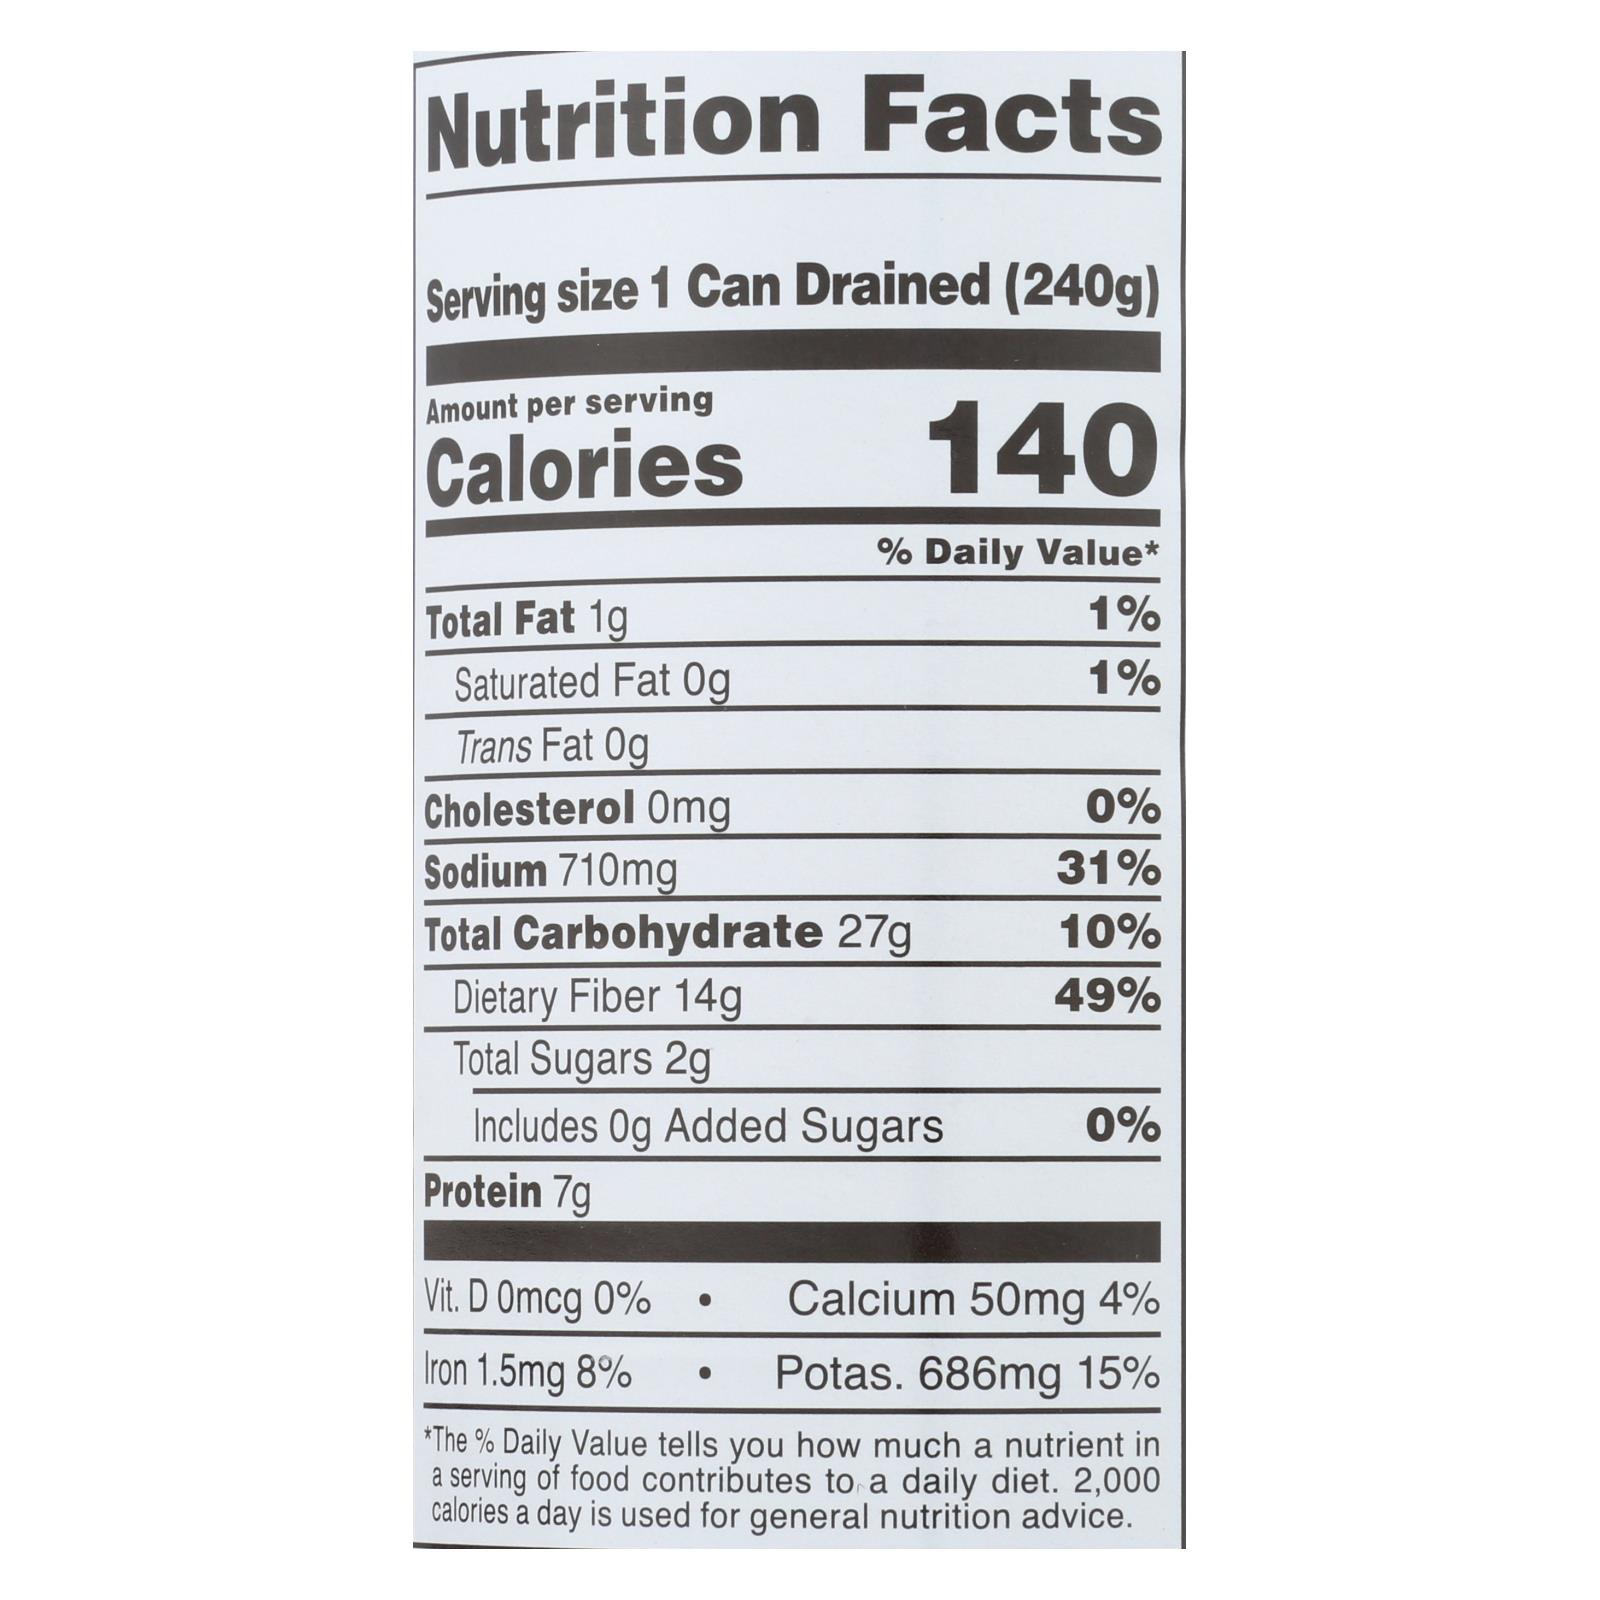 Nutrition Facts
Serving size 1 Can Drained (240g)
Amount per serving
Calories 140
% Daily Value*
Total Fat 1g 1%
Saturated Fat 0g 1%
Trans Fat 0g
Cholesterol 0mg 0%
Sodium 710mg 31%
Total Carbohydrate 27g 10%
Dietary Fiber 14g 49%
Total Sugars 2g
Includes 0g Added Sugars 0%
Protein 7g
Vit. D 0mcg 0% • Calcium 50mg 4%
Iron 1.5mg 8% • Potas. 686mg 15%
*The % Daily Value tells you how much a nutrient in
a serving of food contributes to a daily diet. 2,000
calories a day is used for general nutrition advice.